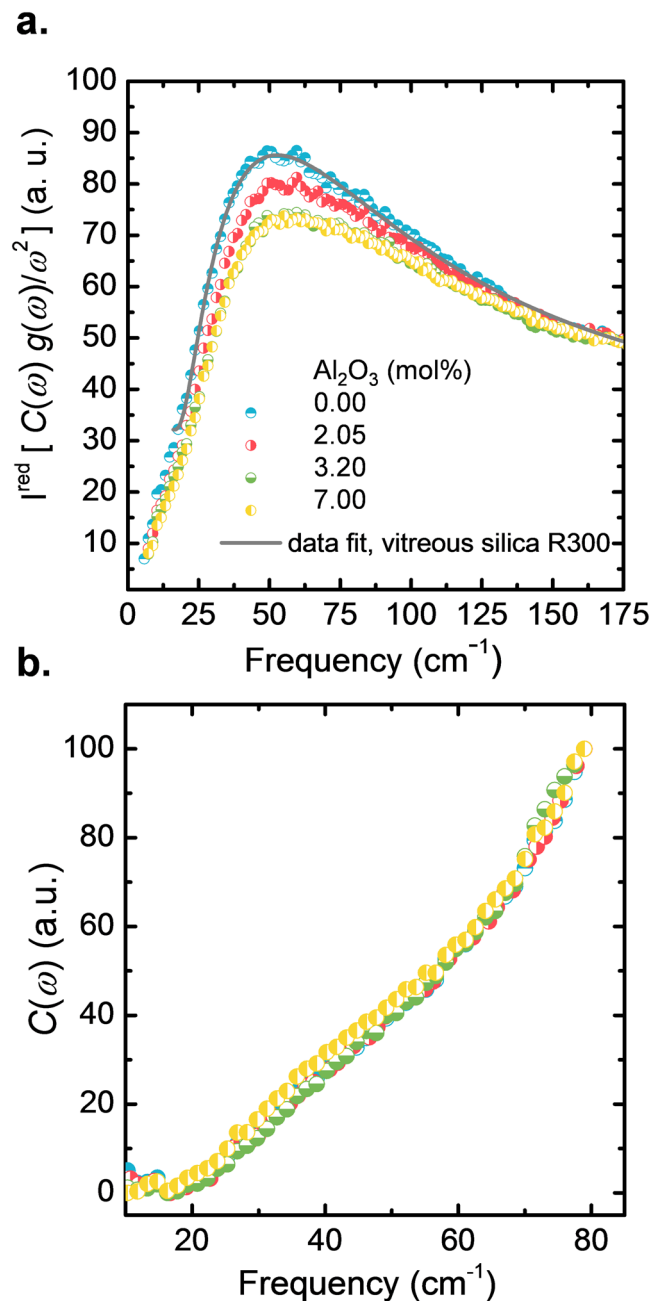 a.
I^red [ C(ω) g(ω)/ω² ] (a. u.)
100
90
80
70
60
50
40
30
20
10
Al₂O₃ (mol%)
0.00
2.05
3.20
7.00
data fit, vitreous silica R300
0 25 50 75 100 125 150 175
Frequency (cm⁻¹)
b.
C(ω) (a.u.)
100
80
60
40
20
0
20 40 60 80
Frequency (cm⁻¹)